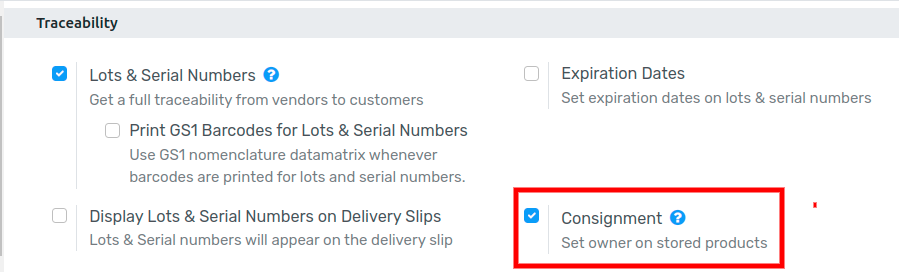 Traceability
Lots & Serial Numbers ?
Get a full traceability from vendors to customers
Print GS1 Barcodes for Lots & Serial Numbers
Use GS1 nomenclature datamatrix whenever
barcodes are printed for lots and serial numbers.
Display Lots & Serial Numbers on Delivery Slips
Lots & Serial numbers will appear on the delivery slip
Expiration Dates
Set expiration dates on lots & serial numbers
Consignment ?
Set owner on stored products